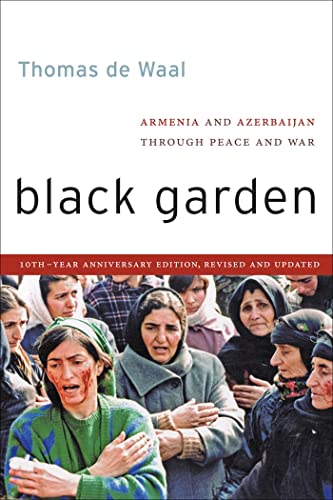 Thomas de Waal
ARMENIA AND AZERBAIJAN
THROUGH PEACE AND WAR
black garden
10TH-YEAR ANNIVERSARY EDITION, REVISED AND UPDATED